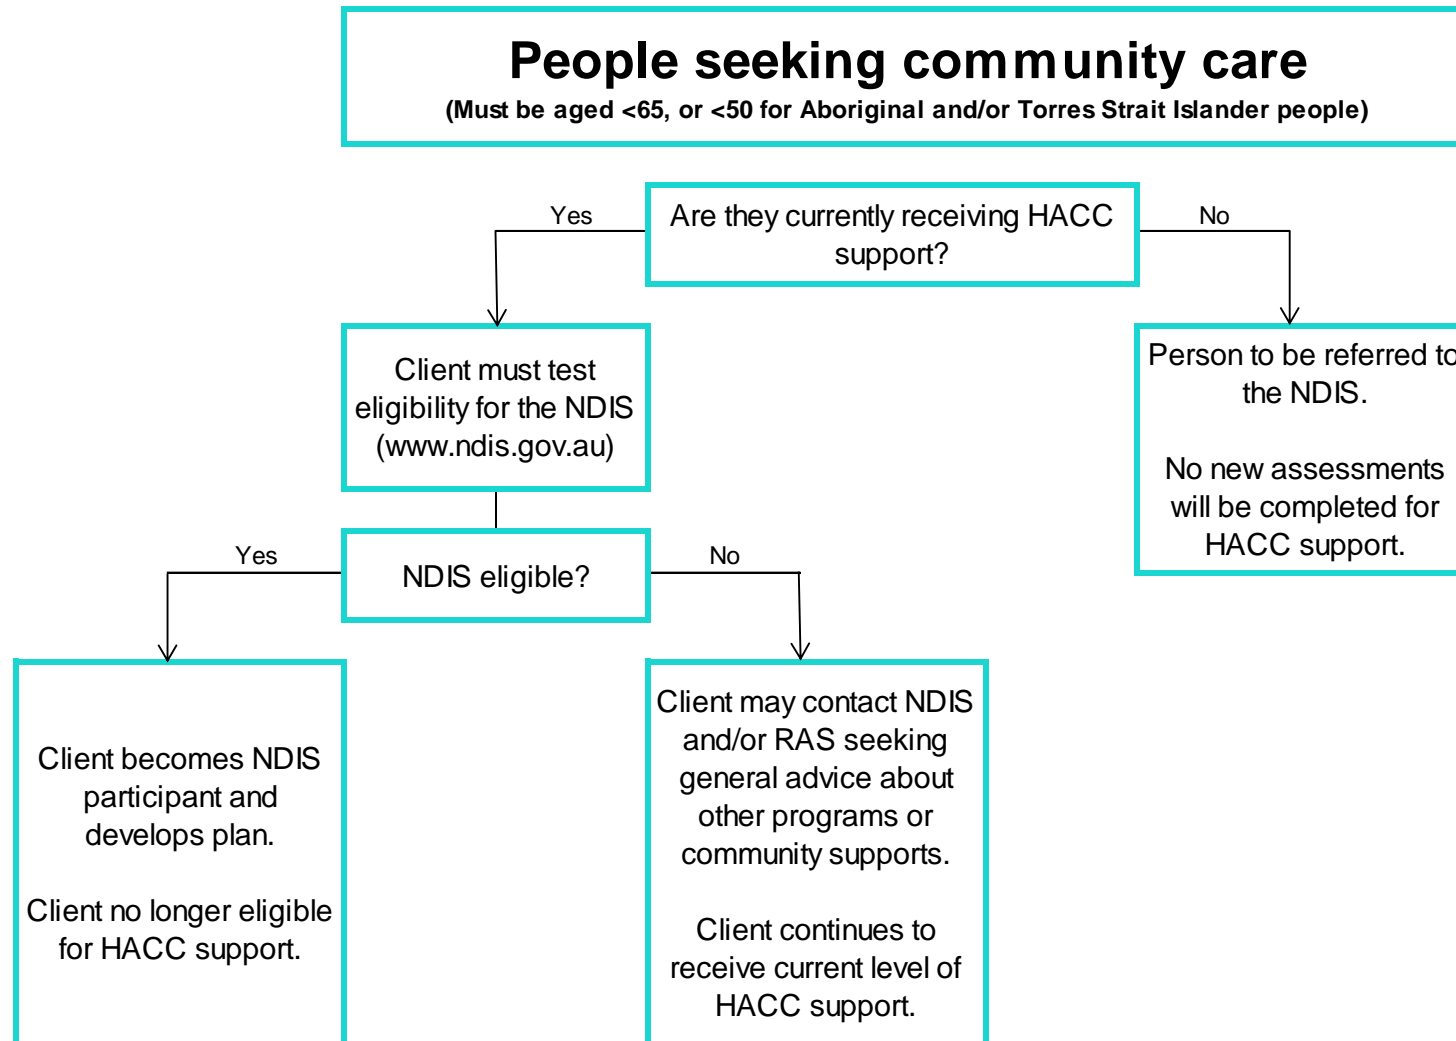 People seeking community care
(Must be aged <65, or <50 for Aboriginal and/or Torres Strait Islander people)
Yes
Are they currently receiving HACC
support?
No
Client must test
eligibility for the NDIS
(www.ndis.gov.au)
Person to be referred to
the NDIS.
No new assessments
will be completed for
HACC support.
Yes
NDIS eligible?
No
Client becomes NDIS
participant and
develops plan.
Client no longer eligible
for HACC support.
Client may contact NDIS
and/or RAS seeking
general advice about
other programs or
community supports.
Client continues to
receive current level of
HACC support.